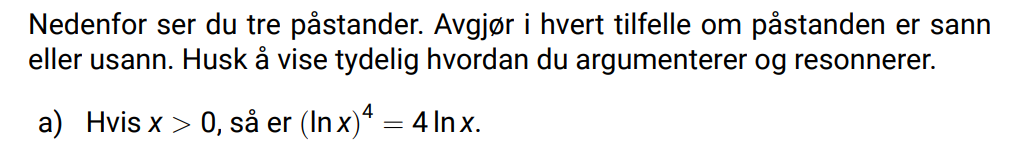 Nedenfor ser du tre påstander. Avgjør i hvert tilfelle om påstanden er sann
eller usann. Husk å vise tydelig hvordan du argumenterer og resonnerer.
a) Hvis x > 0, så er (ln x)⁴ = 4 ln x.